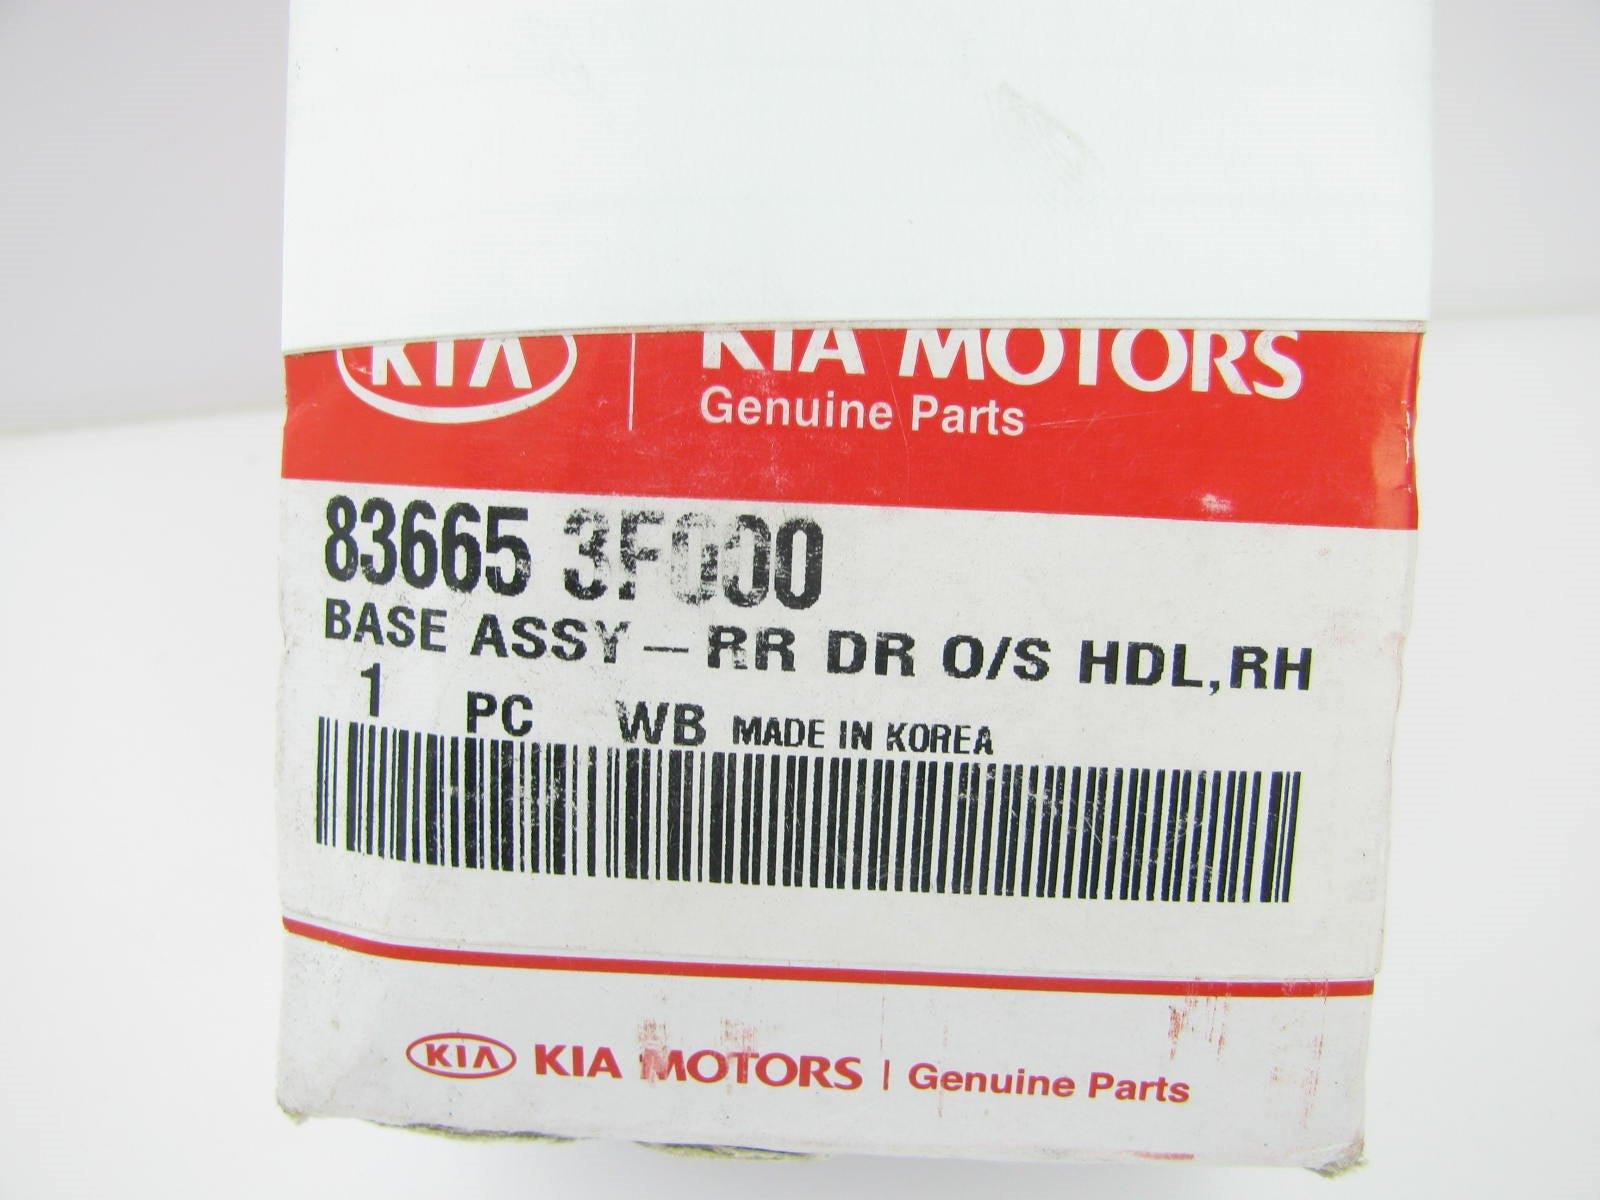 KIA KIA MOTORS
Genuine Parts
83665 3F000
BASE ASSY-RR DR O/S HDL,RH
1 PC WB MADE IN KOREA
KIA KIA MOTORS | Genuine Parts